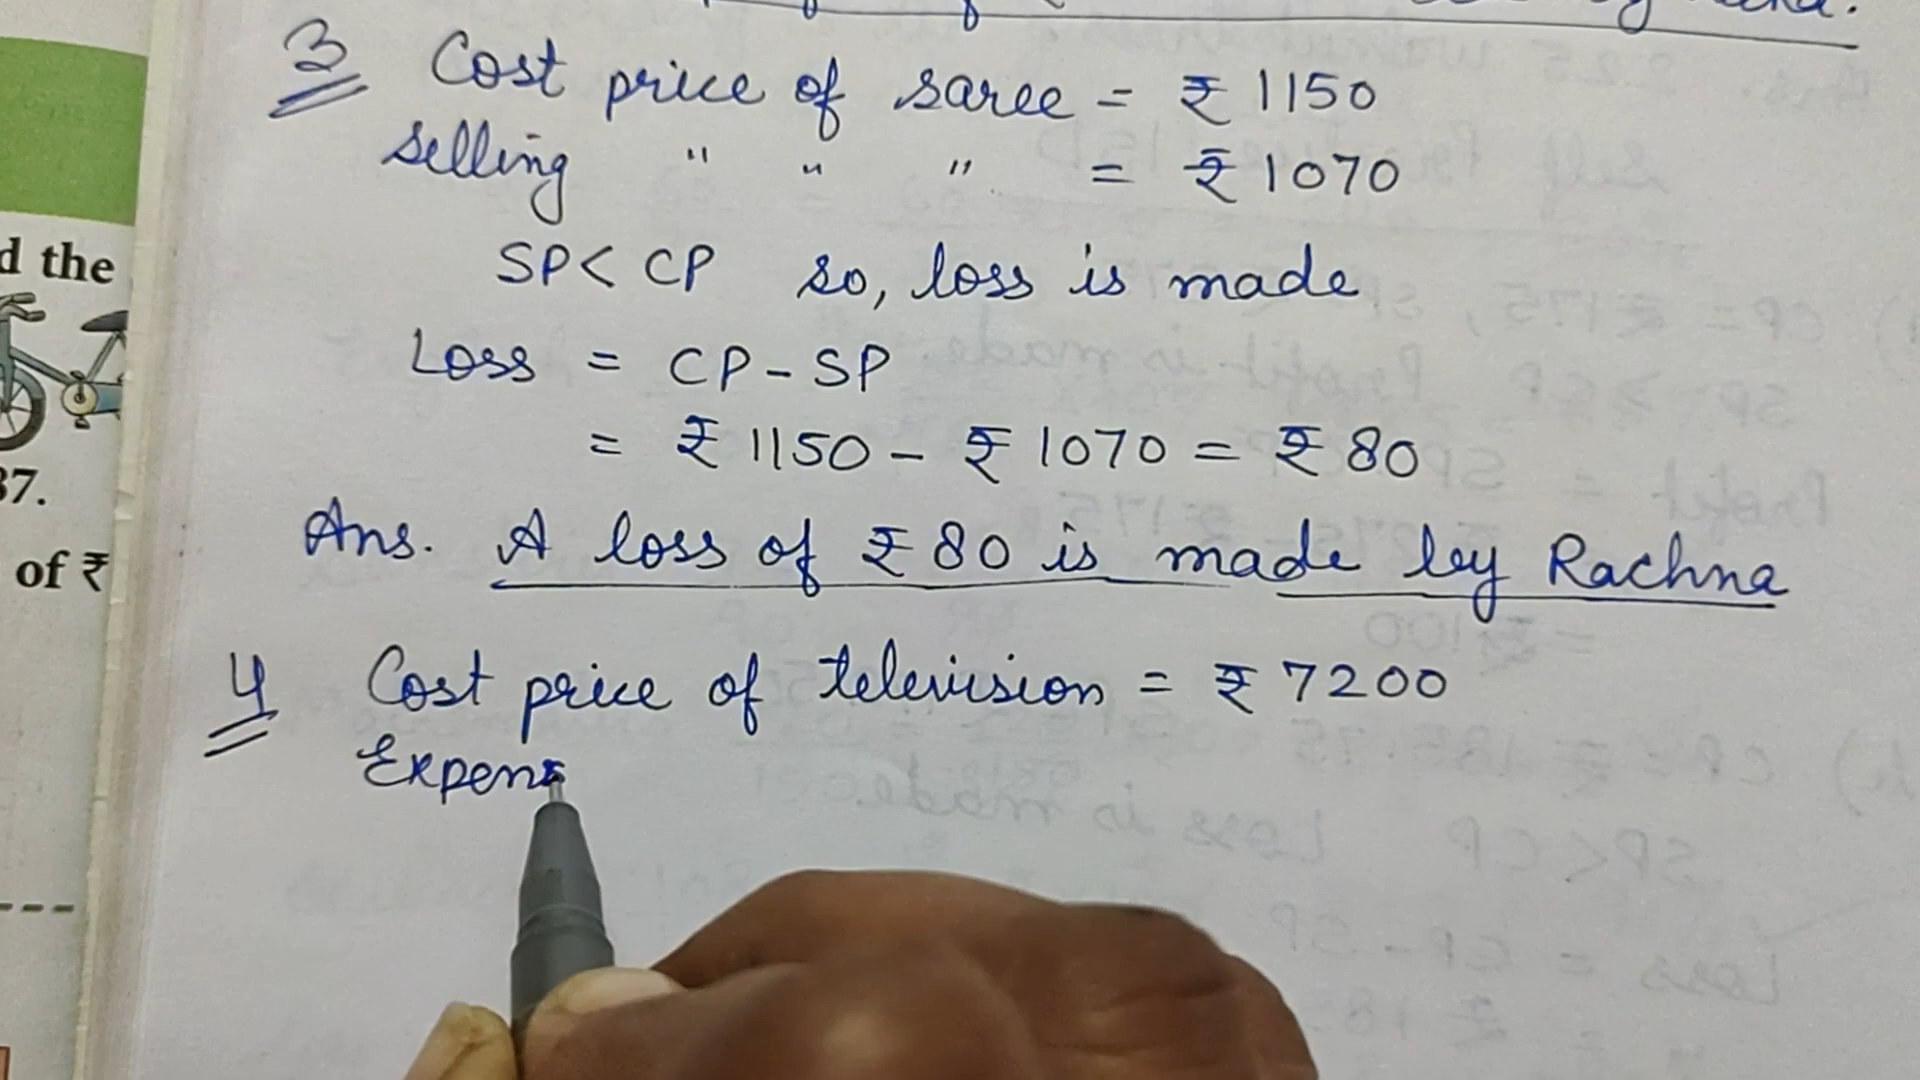 3 Cost price of saree = ₹ 1150
Selling " " " = ₹ 1070
SP < CP so, loss is made
Loss = CP - SP
= ₹ 1150 - ₹ 1070 = ₹ 80
Ans. A loss of ₹ 80 is made by Rachna
4 Cost price of television = ₹ 7200
Expens
d the
37.
of ₹